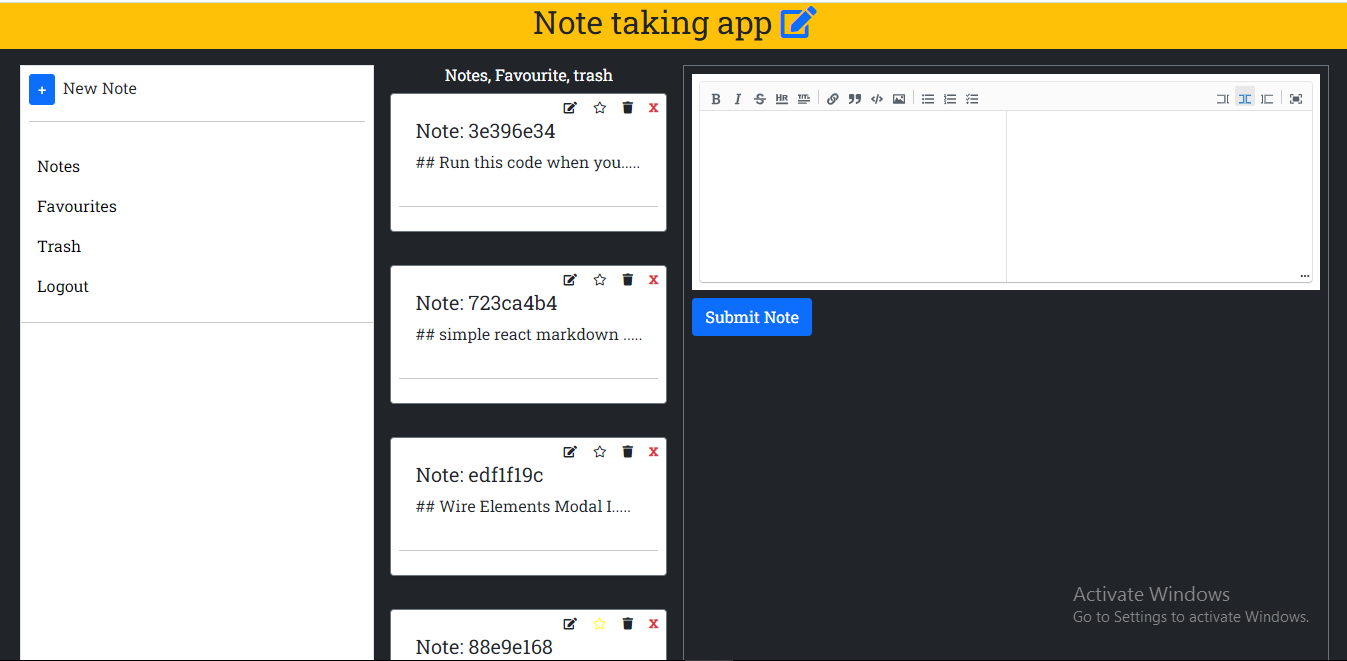 Note taking app
+ New Note
Notes
Favourites
Trash
Logout
Notes, Favourite, trash
X
Note: 3e396e34
## Run this code when you.....
X
Note: 723ca4b4
## simple react markdown .....
X
Note: edf1f19c
## Wire Elements Modal I.....
X
Note: 88e9e168
B I S HR TITL
Submit Note
Activate Windows
Go to Settings to activate Windows.